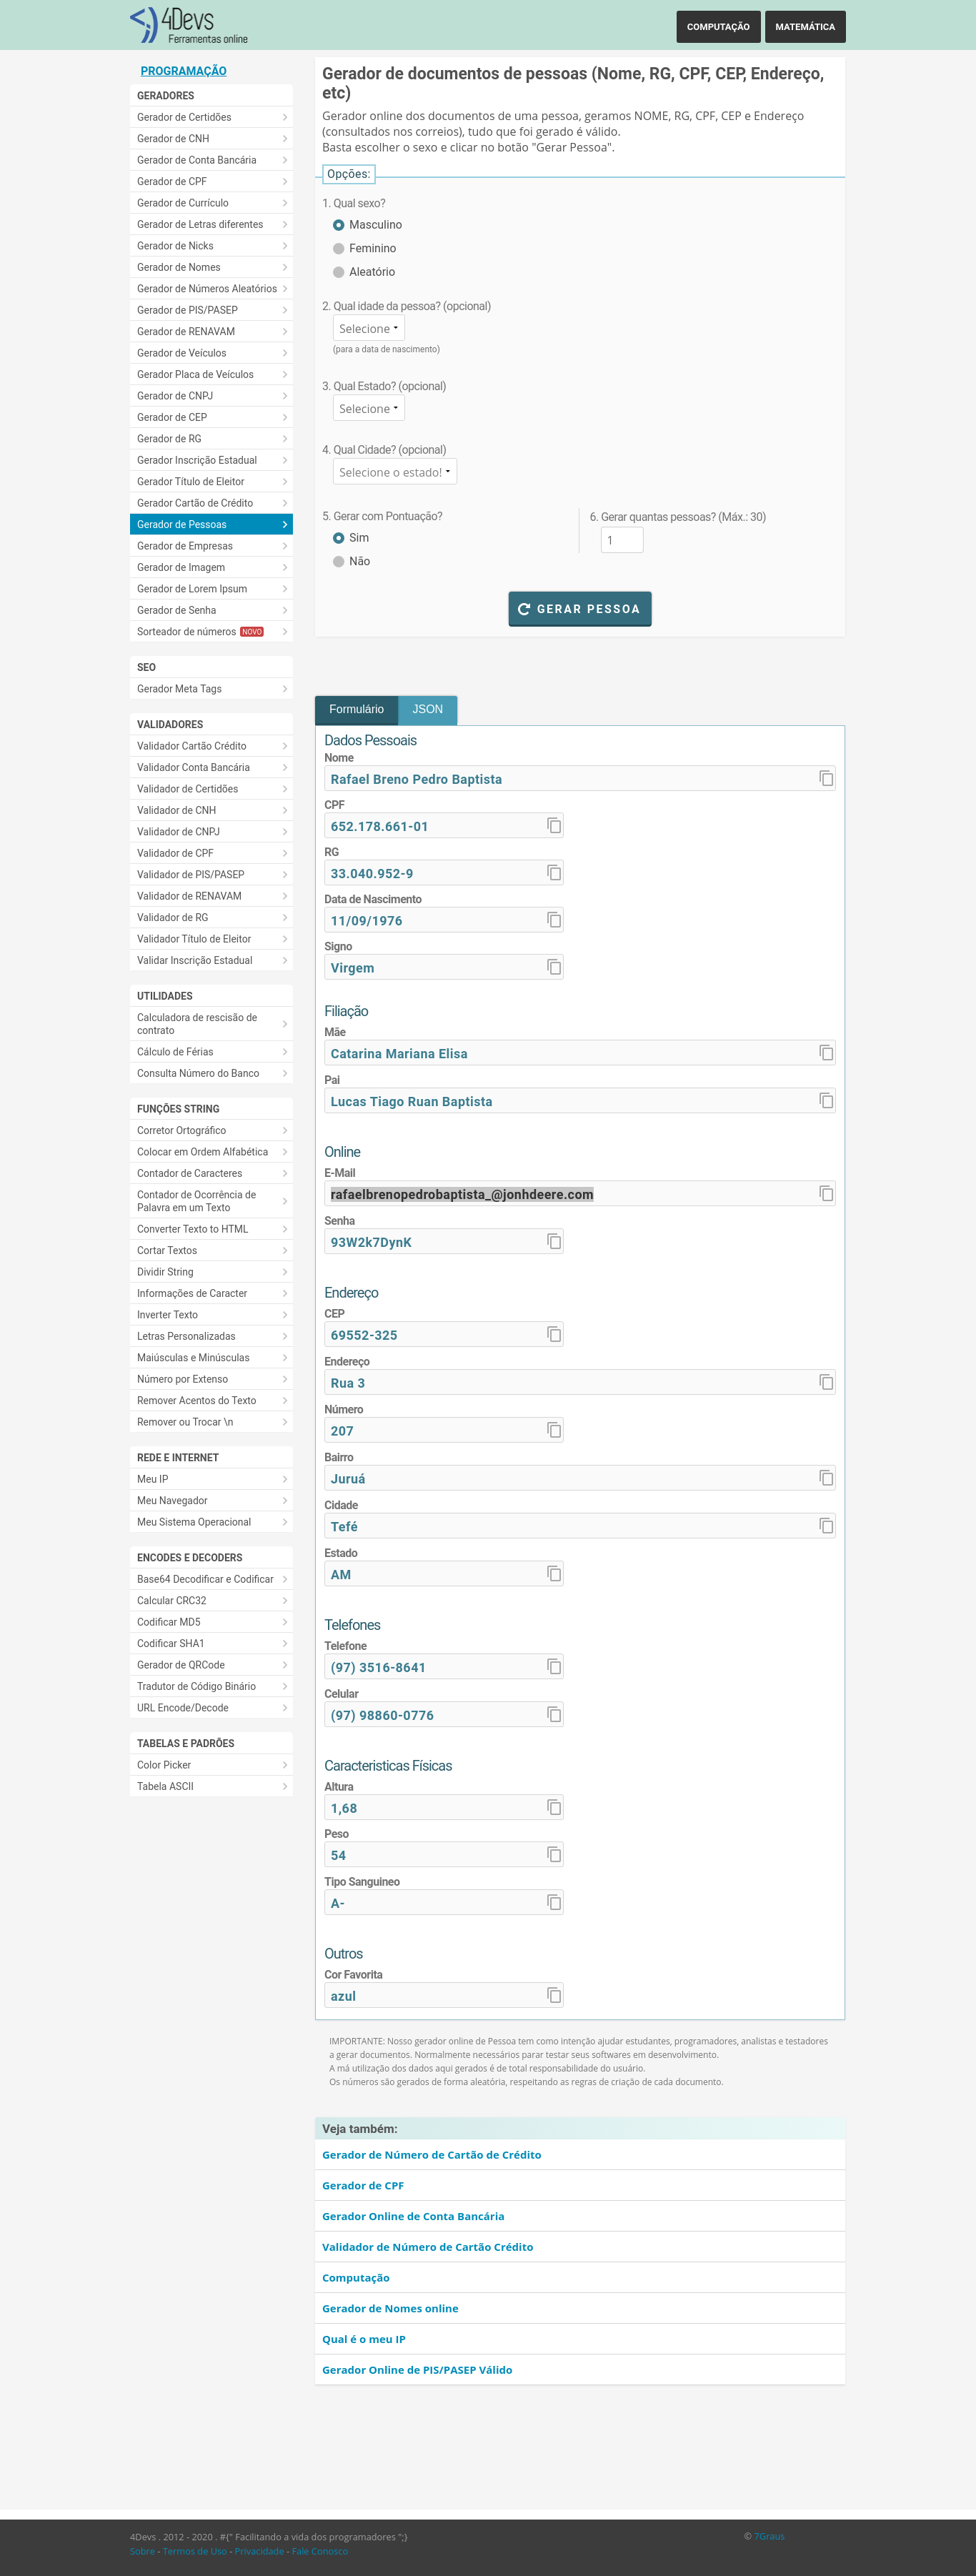 4Devs
Ferramentas online
COMPUTAÇÃO
MATEMÁTICA
PROGRAMAÇÃO
GERADORES
Gerador de Certidões
Gerador de CNH
Gerador de Conta Bancária
Gerador de CPF
Gerador de Currículo
Gerador de Letras diferentes
Gerador de Nicks
Gerador de Nomes
Gerador de Números Aleatórios
Gerador de PIS/PASEP
Gerador de RENAVAM
Gerador de Veículos
Gerador Placa de Veículos
Gerador de CNPJ
Gerador de CEP
Gerador de RG
Gerador Inscrição Estadual
Gerador Título de Eleitor
Gerador Cartão de Crédito
Gerador de Pessoas
Gerador de Empresas
Gerador de Imagem
Gerador de Lorem Ipsum
Gerador de Senha
Sorteador de números NOVO
SEO
Gerador Meta Tags
VALIDADORES
Validador Cartão Crédito
Validador Conta Bancária
Validador de Certidões
Validador de CNH
Validador de CNPJ
Validador de CPF
Validador de PIS/PASEP
Validador de RENAVAM
Validador de RG
Validador Título de Eleitor
Validar Inscrição Estadual
UTILIDADES
Calculadora de rescisão de
contrato
Cálculo de Férias
Consulta Número do Banco
FUNÇÕES STRING
Corretor Ortográfico
Colocar em Ordem Alfabética
Contador de Caracteres
Contador de Ocorrência de
Palavra em um Texto
Converter Texto to HTML
Cortar Textos
Dividir String
Informações de Caracter
Inverter Texto
Letras Personalizadas
Maiúsculas e Minúsculas
Número por Extenso
Remover Acentos do Texto
Remover ou Trocar \n
REDE E INTERNET
Meu IP
Meu Navegador
Meu Sistema Operacional
ENCODES E DECODERS
Base64 Decodificar e Codificar
Calcular CRC32
Codificar MD5
Codificar SHA1
Gerador de QRCode
Tradutor de Código Binário
URL Encode/Decode
TABELAS E PADRÕES
Color Picker
Tabela ASCII
Gerador de documentos de pessoas (Nome, RG, CPF, CEP, Endereço,
etc)
Gerador online dos documentos de uma pessoa, geramos NOME, RG, CPF, CEP e Endereço
(consultados nos correios), tudo que foi gerado é válido.
Basta escolher o sexo e clicar no botão "Gerar Pessoa".
Opções:
1. Qual sexo?
Masculino
Feminino
Aleatório
2. Qual idade da pessoa? (opcional)
Selecione
(para a data de nascimento)
3. Qual Estado? (opcional)
Selecione
4. Qual Cidade? (opcional)
Selecione o estado!
5. Gerar com Pontuação?
Sim
Não
6. Gerar quantas pessoas? (Máx.: 30)
1
GERAR PESSOA
Formulário
JSON
Dados Pessoais
Nome
Rafael Breno Pedro Baptista
CPF
652.178.661-01
RG
33.040.952-9
Data de Nascimento
11/09/1976
Signo
Virgem
Filiação
Mãe
Catarina Mariana Elisa
Pai
Lucas Tiago Ruan Baptista
Online
E-Mail
rafaelbrenopedrobaptista_@jonhdeere.com
Senha
93W2k7DynK
Endereço
CEP
69552-325
Endereço
Rua 3
Número
207
Bairro
Juruá
Cidade
Tefé
Estado
AM
Telefones
Telefone
(97) 3516-8641
Celular
(97) 98860-0776
Caracteristicas Físicas
Altura
1,68
Peso
54
Tipo Sanguineo
A-
Outros
Cor Favorita
azul
IMPORTANTE: Nosso gerador online de Pessoa tem como intenção ajudar estudantes, programadores, analistas e testadores
a gerar documentos. Normalmente necessários parar testar seus softwares em desenvolvimento.
A má utilização dos dados aqui gerados é de total responsabilidade do usuário.
Os números são gerados de forma aleatória, respeitando as regras de criação de cada documento.
Veja também:
Gerador de Número de Cartão de Crédito
Gerador de CPF
Gerador Online de Conta Bancária
Validador de Número de Cartão Crédito
Computação
Gerador de Nomes online
Qual é o meu IP
Gerador Online de PIS/PASEP Válido
4Devs . 2012 - 2020 . #{" Facilitando a vida dos programadores ";}
Sobre - Termos de Uso - Privacidade - Fale Conosco
© 7Graus